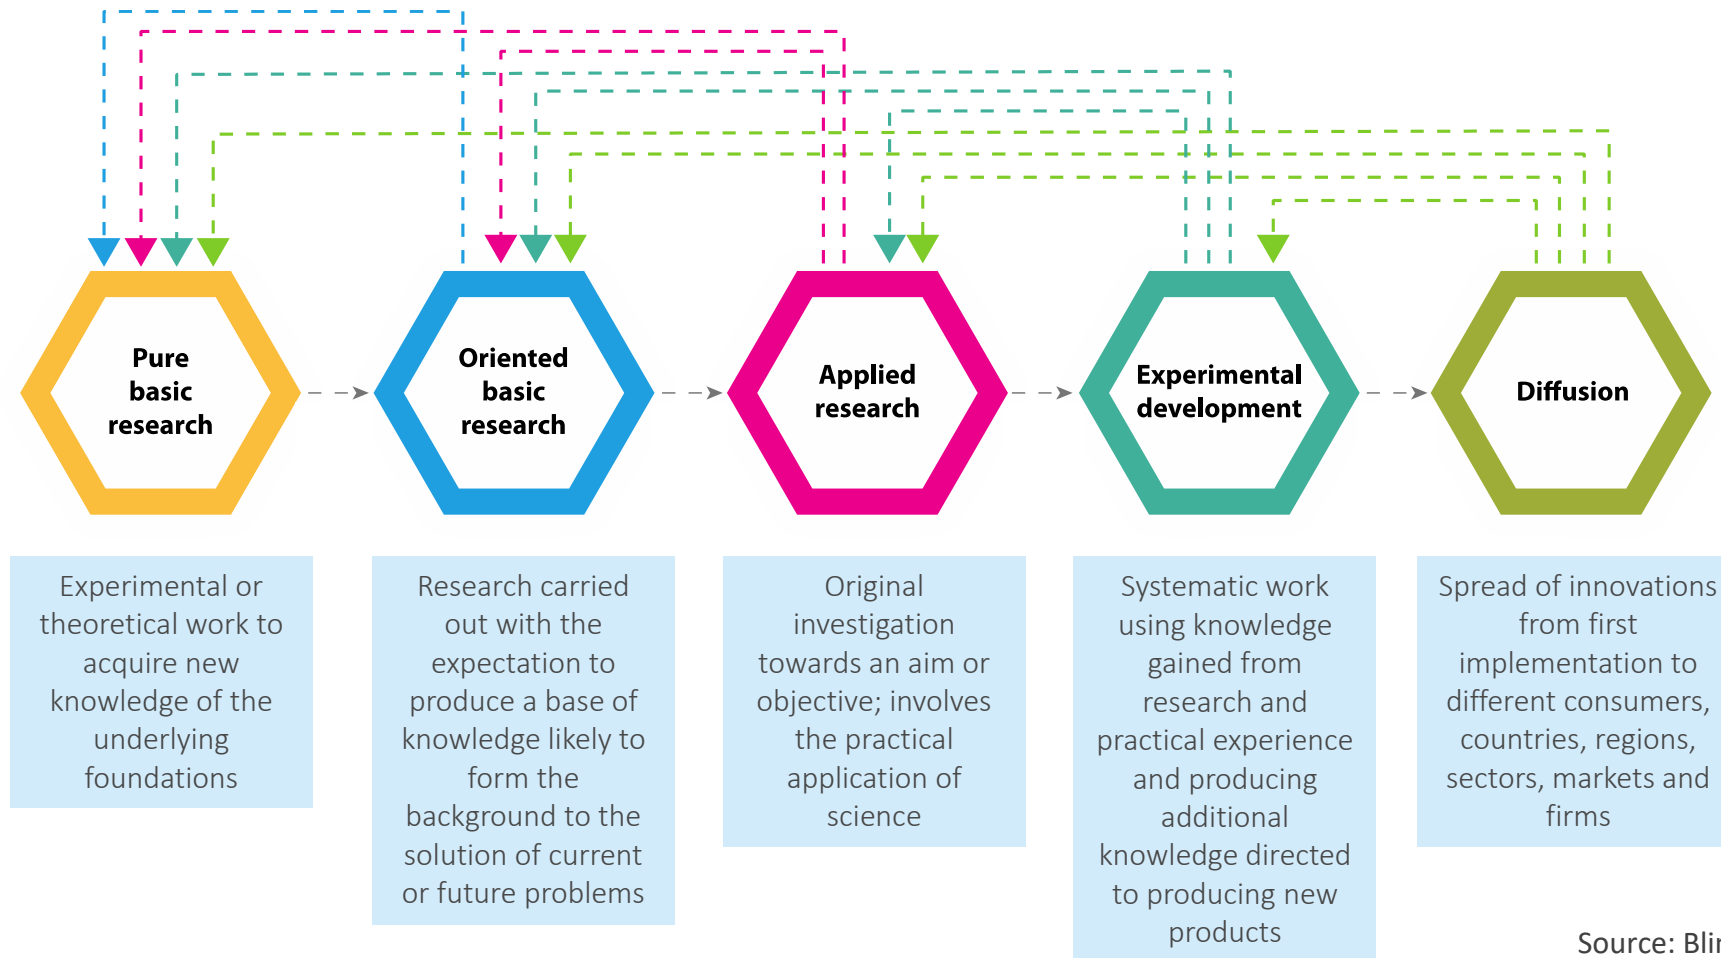 Pure
basic
research
Oriented
basic
research
Applied
research
Experimental
development
Diffusion
Experimental or
theoretical work to
acquire new
knowledge of the
underlying
foundations
Research carried
out with the
expectation to
produce a base of
knowledge likely to
form the
background to the
solution of current
or future problems
Original
investigation
towards an aim or
objective; involves
the practical
application of
science
Systematic work
using knowledge
gained from
research and
practical experience
and producing
additional
knowledge directed
to producing new
products
Spread of innovations
from first
implementation to
different consumers,
countries, regions,
sectors, markets and
firms
Source: